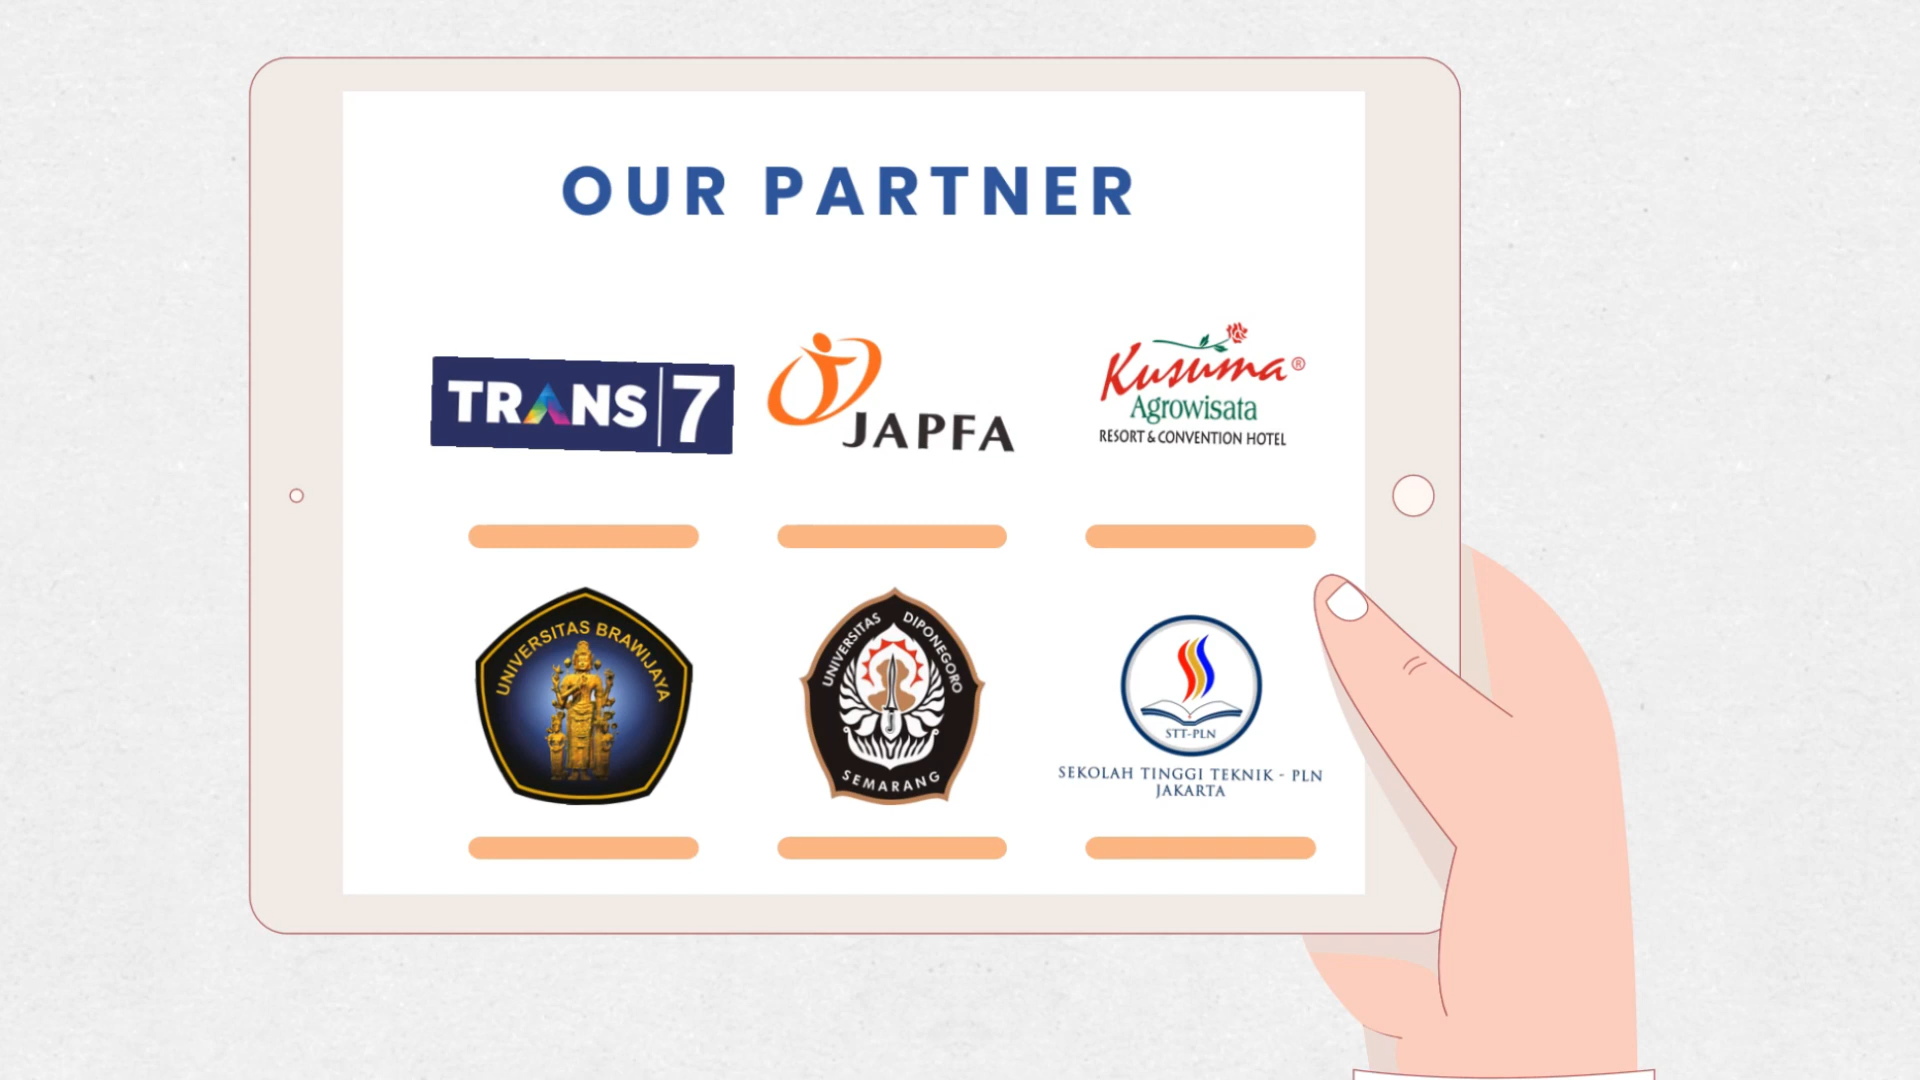 OUR PARTNER
TRANS|7
JAPFA
Kusuma®
Agrowisata
RESORT & CONVENTION HOTEL
UNIVERSITAS BRAWIJAYA
UNIVERSITAS DIPONEGORO
SEMARANG
STT-PLN
SEKOLAH TINGGI TEKNIK - PLN
JAKARTA